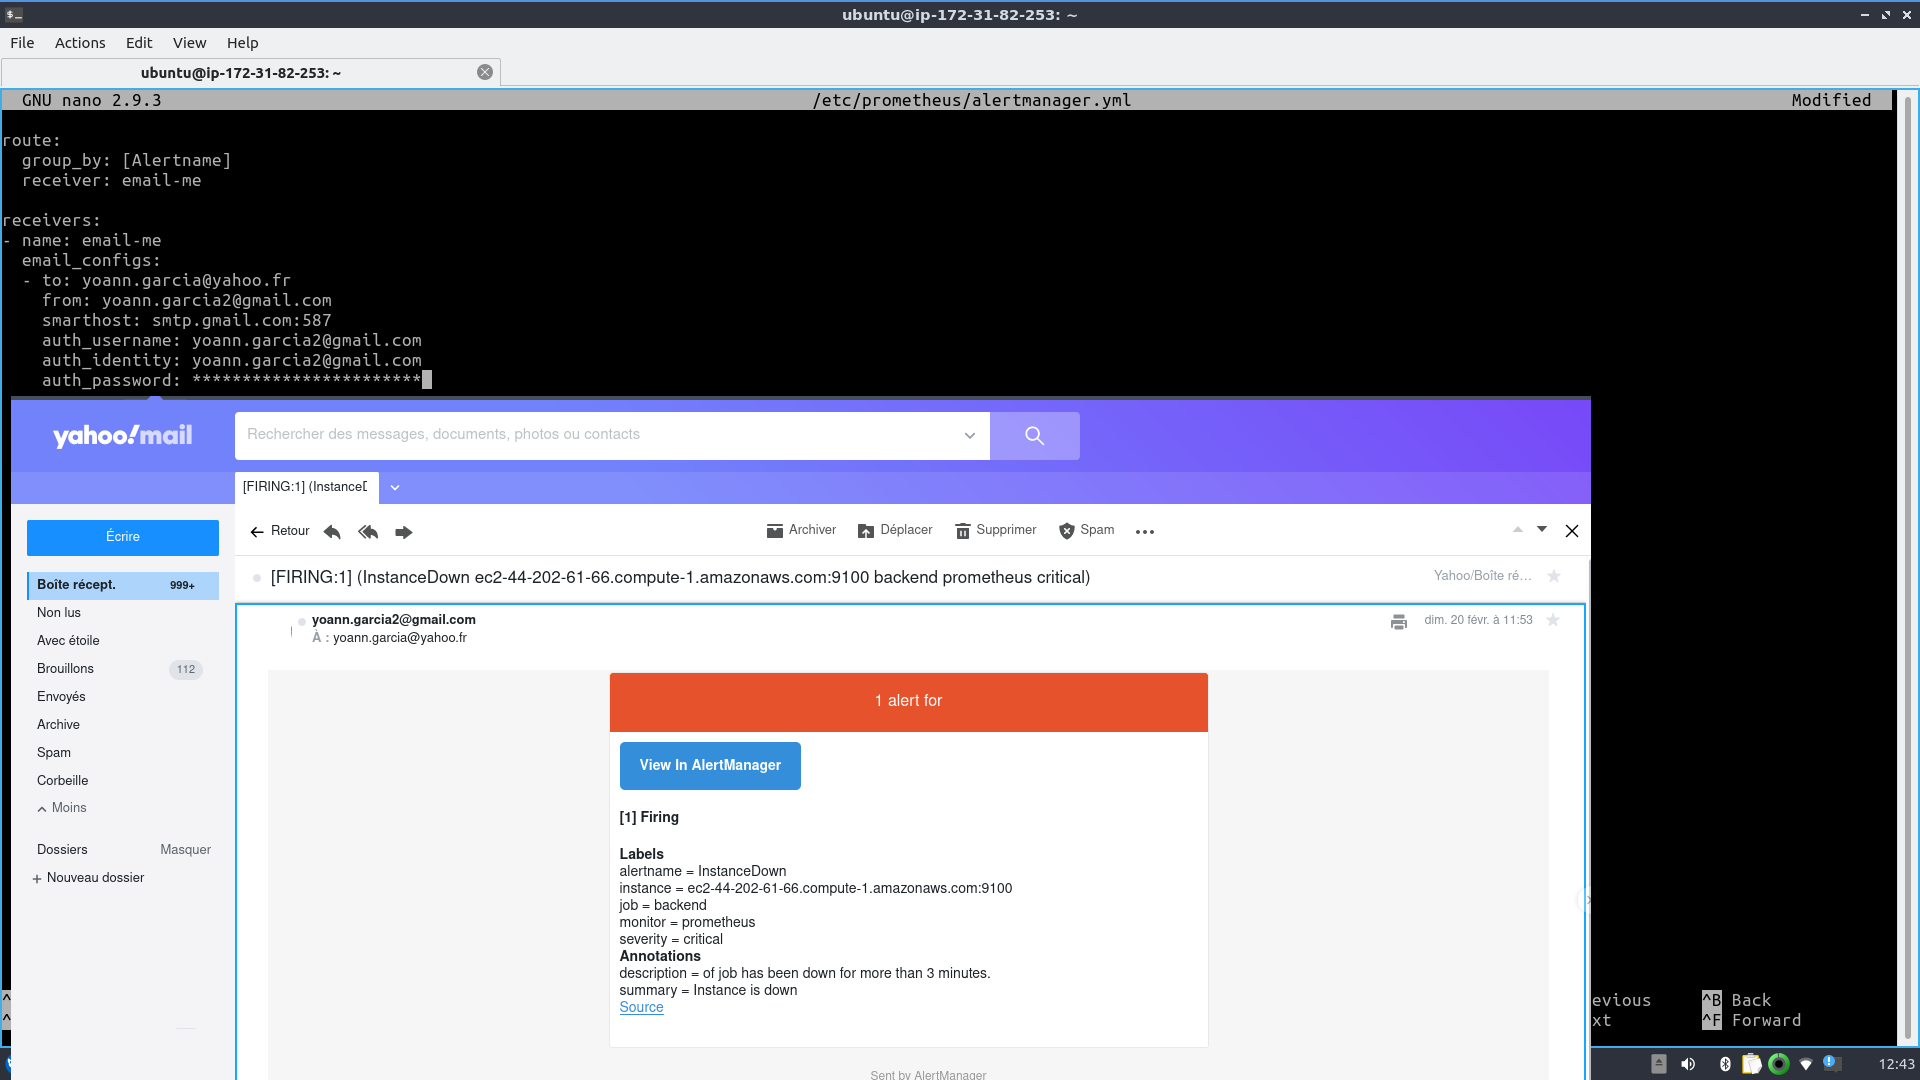 ubuntu@ip-172-31-82-253: ~
File Actions Edit View Help
ubuntu@ip-172-31-82-253: ~
GNU nano 2.9.3 /etc/prometheus/alertmanager.yml Modified
route:
group_by: [Alertname]
receiver: email-me
receivers:
- name: email-me
email_configs:
- to: yoann.garcia@yahoo.fr
from: yoann.garcia2@gmail.com
smarthost: smtp.gmail.com:587
auth_username: yoann.garcia2@gmail.com
auth_identity: yoann.garcia2@gmail.com
auth_password: ***********************
yahoo!mail
Rechercher des messages, documents, photos ou contacts
[FIRING:1] (InstanceD
Écrire
Retour Archiver Déplacer Supprimer Spam
Boîte récept. 999+
Non lus
Avec étoile
Brouillons 112
Envoyés
Archive
Spam
Corbeille
Moins
Dossiers Masquer
+ Nouveau dossier
[FIRING:1] (InstanceDown ec2-44-202-61-66.compute-1.amazonaws.com:9100 backend prometheus critical) Yahoo/Boîte ré...
yoann.garcia2@gmail.com dim. 20 févr. à 11:53
À : yoann.garcia@yahoo.fr
1 alert for
View In AlertManager
[1] Firing
Labels
alertname = InstanceDown
instance = ec2-44-202-61-66.compute-1.amazonaws.com:9100
job = backend
monitor = prometheus
severity = critical
Annotations
description = of job has been down for more than 3 minutes.
summary = Instance is down
Source
Sent by AlertManager
evious ^B Back
xt ^F Forward
12:43